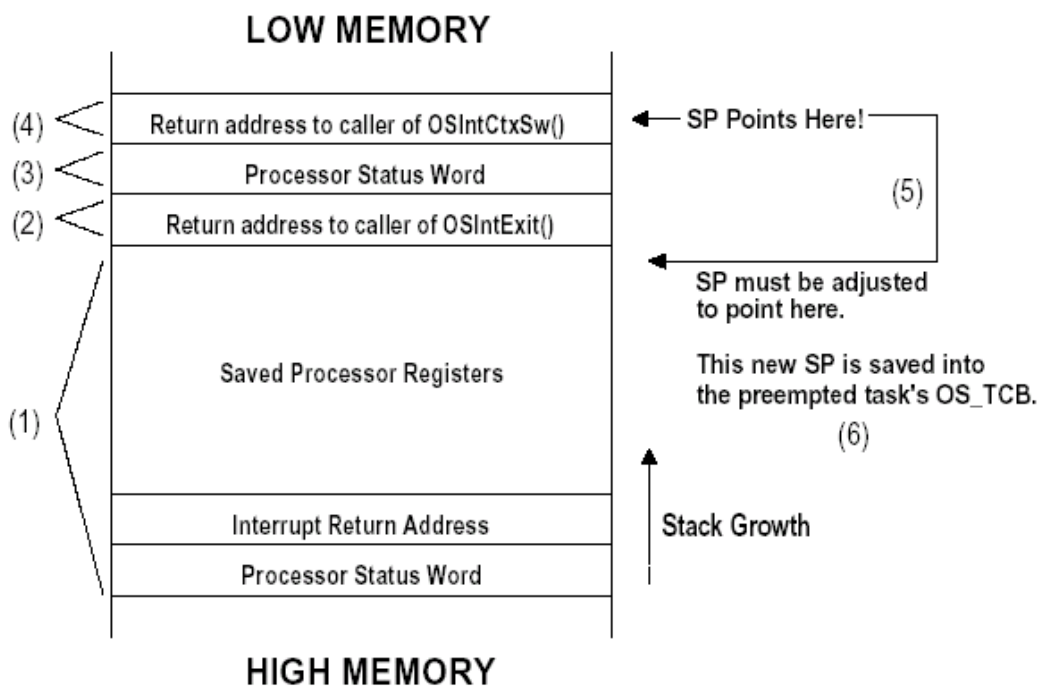 LOW MEMORY
(4)
Return address to caller of OSIntCtxSw()
SP Points Here!
(3)
Processor Status Word
(5)
(2)
Return address to caller of OSIntExit()
SP must be adjusted
to point here.
Saved Processor Registers
This new SP is saved into
the preempted task's OS_TCB.
(1)
(6)
Interrupt Return Address
Stack Growth
Processor Status Word
HIGH MEMORY